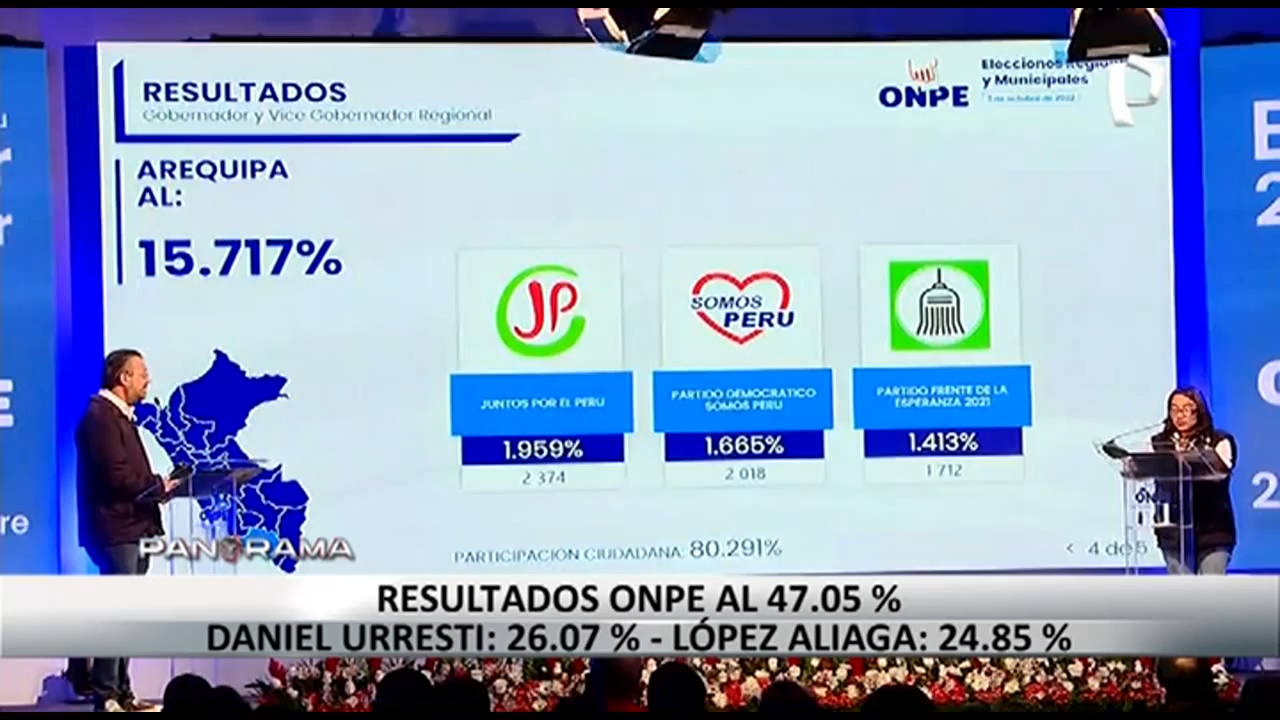 RESULTADOS
Gobernador y Vice Gobernador Regional
ONPE
Elecciones
y Municipales
AREQUIPA
AL:
15.717%
JP
SOMOS
PERU
JUNTOS POR EL PERU
PARTIDO DEMOCRATICO
SOMOS PERU
PARTIDO FRENTE DE LA
ESPERANZA 2021
1.959%
1.665%
1.413%
2 374
2 018
1 712
PARTICIPACIÓN CIUDADANA: 80.291%
< 4 de 5
PANORAMA
RESULTADOS ONPE AL 47.05 %
DANIEL URRESTI: 26.07 % - LÓPEZ ALIAGA: 24.85 %